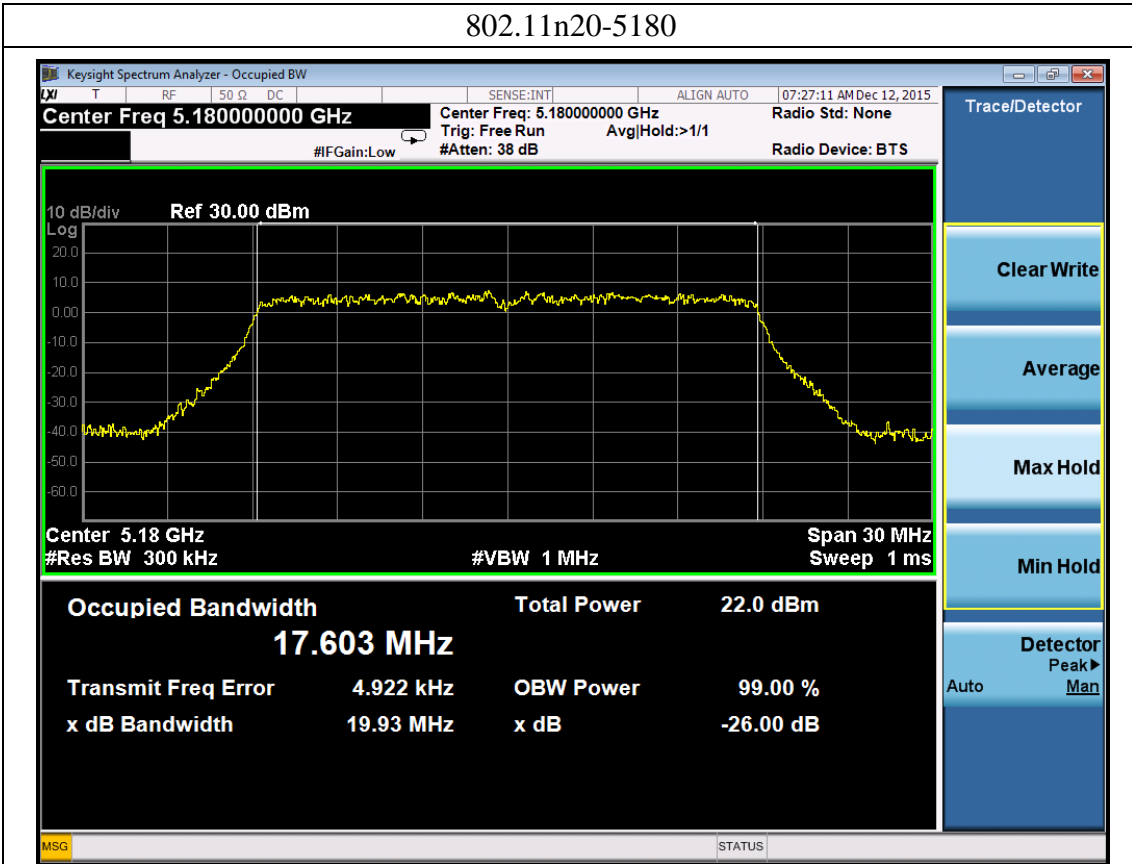 802.11n20-5180
Keysight Spectrum Analyzer - Occupied BW
LXI T RF 50 Ω DC SENSE:INT ALIGN AUTO 07:27:11 AM Dec 12, 2015
Center Freq 5.180000000 GHz
Center Freq: 5.180000000 GHz Radio Std: None
Trig: Free Run Avg|Hold:>1/1
#IFGain:Low #Atten: 38 dB Radio Device: BTS
10 dB/div Ref 30.00 dBm
Log
20.0
10.0
0.00
-10.0
-20.0
-30.0
-40.0
-50.0
-60.0
Center 5.18 GHz Span 30 MHz
#Res BW 300 kHz #VBW 1 MHz Sweep 1 ms
Occupied Bandwidth Total Power 22.0 dBm
17.603 MHz
Transmit Freq Error 4.922 kHz OBW Power 99.00 %
x dB Bandwidth 19.93 MHz x dB -26.00 dB
Trace/Detector
Clear Write
Average
Max Hold
Min Hold
Detector
Peak▶
Auto Man
MSG STATUS